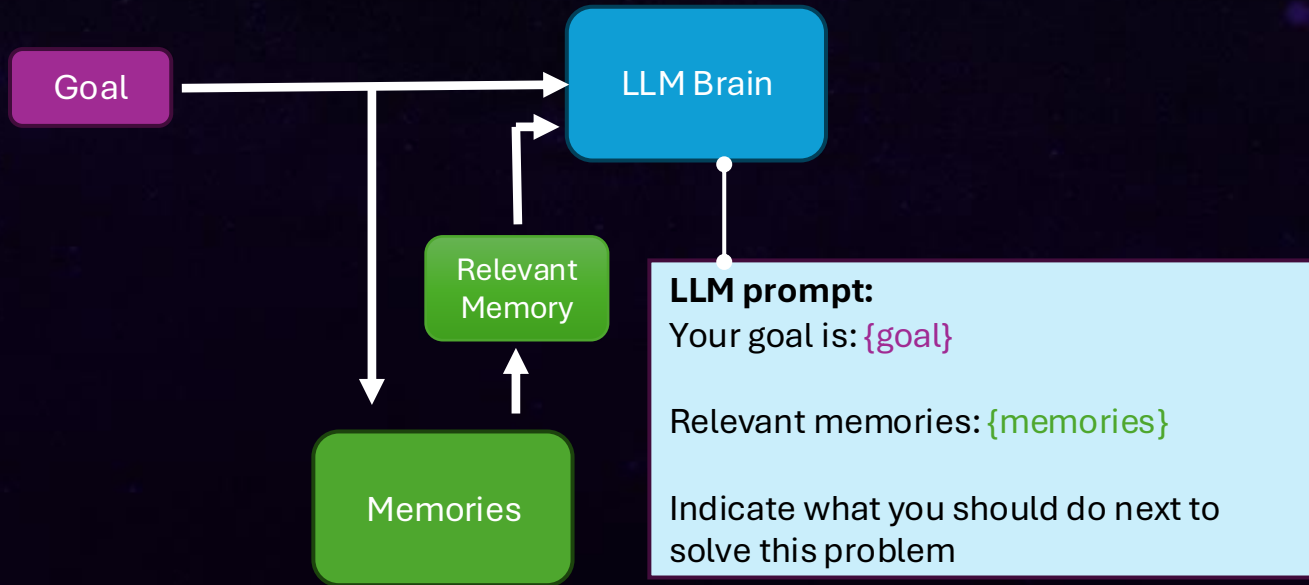 Goal
LLM Brain
Relevant
Memory
Memories
LLM prompt:
Your goal is: {goal}
Relevant memories: {memories}
Indicate what you should do next to
solve this problem